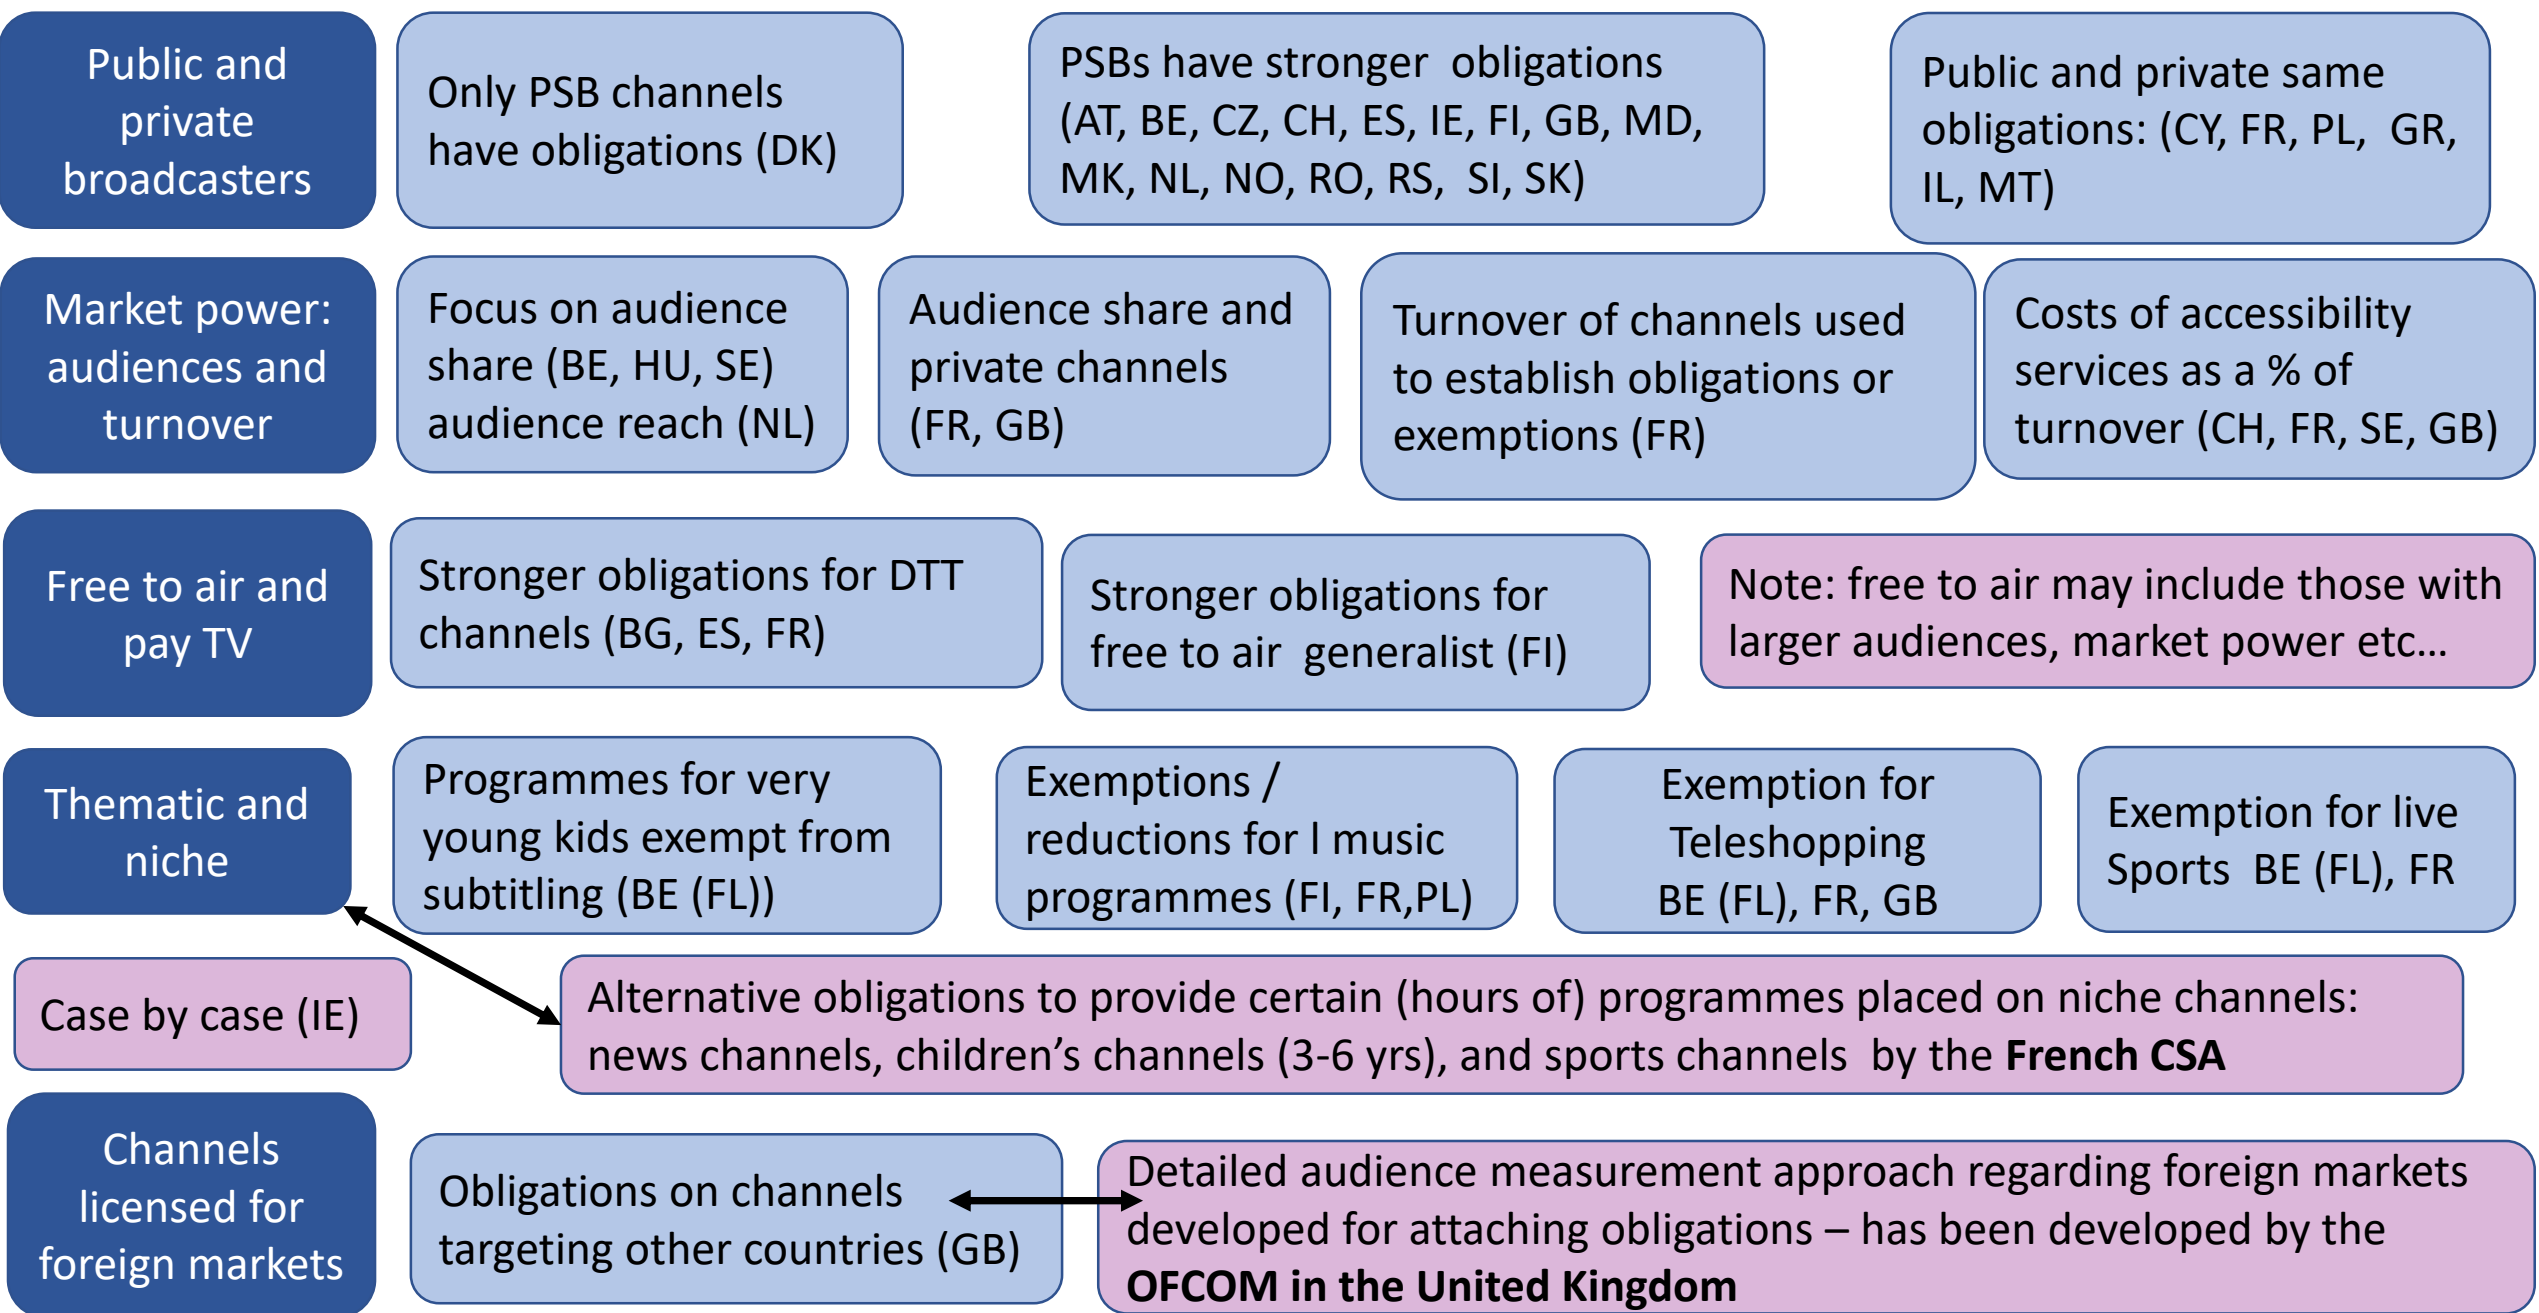 Public and
private
broadcasters
Only PSB channels
have obligations (DK)
PSBs have stronger  obligations
(AT, BE, CZ, CH, ES, IE, FI, GB, MD,
MK, NL, NO, RO, RS,  SI, SK)
Public and private same
obligations: (CY, FR, PL,  GR,
IL, MT)
Market power:
audiences and
turnover
Focus on audience
share (BE, HU, SE)
audience reach (NL)
Audience share and
private channels
(FR, GB)
Turnover of channels used
to establish obligations or
exemptions (FR)
Costs of accessibility
services as a % of
turnover (CH, FR, SE, GB)
Free to air and
pay TV
Stronger obligations for DTT
channels (BG, ES, FR)
Stronger obligations for
free to air  generalist (FI)
Note: free to air may include those with
larger audiences, market power etc…
Thematic and
niche
Programmes for very
young kids exempt from
subtitling (BE (FL))
Exemptions /
reductions for l music
programmes (FI, FR,PL)
Exemption for
Teleshopping
BE (FL), FR, GB
Exemption for live
Sports  BE (FL), FR
Case by case (IE)
Alternative obligations to provide certain (hours of) programmes placed on niche channels:
news channels, children’s channels (3-6 yrs), and sports channels  by the French CSA
Channels
licensed for
foreign markets
Obligations on channels
targeting other countries (GB)
Detailed audience measurement approach regarding foreign markets
developed for attaching obligations – has been developed by the
OFCOM in the United Kingdom